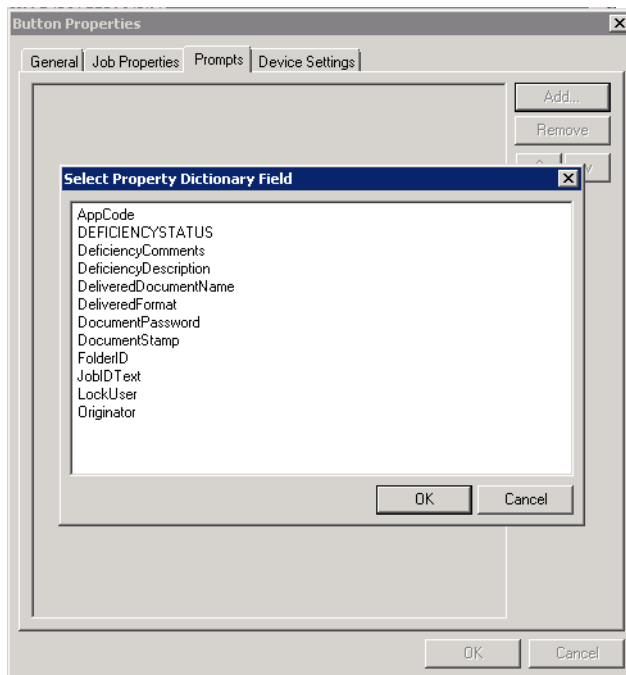 Button Properties
General Job Properties Prompts Device Settings
Add...
Remove
Select Property Dictionary Field
AppCode
DEFICIENCYSTATUS
DeficiencyComments
DeficiencyDescription
DeliveredDocumentName
DeliveredFormat
DocumentPassword
DocumentStamp
FolderID
JobIDText
LockUser
Originator
OK Cancel
OK Cancel